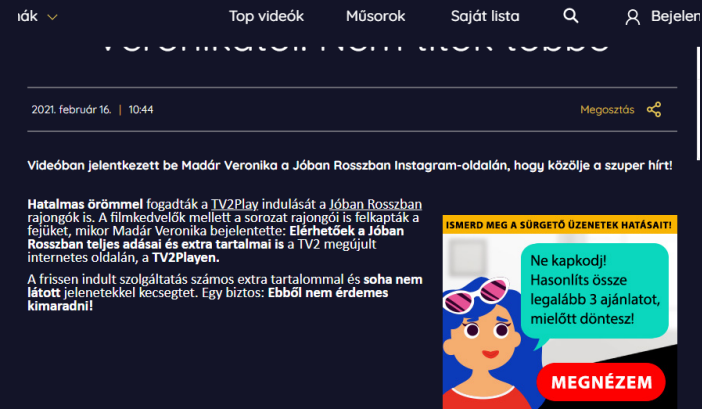 Top videók Műsorok Saját lista
2021. február 16. | 10:44 Megosztás
Videóban jelentkezett be Madár Veronika a Jóban Rosszban Instagram-oldalán, hogy közölje a szuper hírt!
Hatalmas örömmel fogadták a TV2Play indulását a Jóban Rosszban
rajongók is. A filmkedvelők mellett a sorozat rajongói is felkapták a
fejüket, mikor Madár Veronika bejelentette: Elérhetőek a Jóban
Rosszban teljes adásai és extra tartalmai is a TV2 megújult
internetes oldalán, a TV2Playen.
A frissen indult szolgáltatás számos extra tartalommal és soha nem
látott jelenetekkel kecsegtet. Egy biztos: Ebből nem érdemes
kimaradni!
ISMERD MEG A SÜRGETŐ ÜZENETEK HATÁSAIT!
Ne kapkodj!
Hasonlíts össze
legalább 3 ajánlatot,
mielőtt döntesz!
MEGNÉZEM